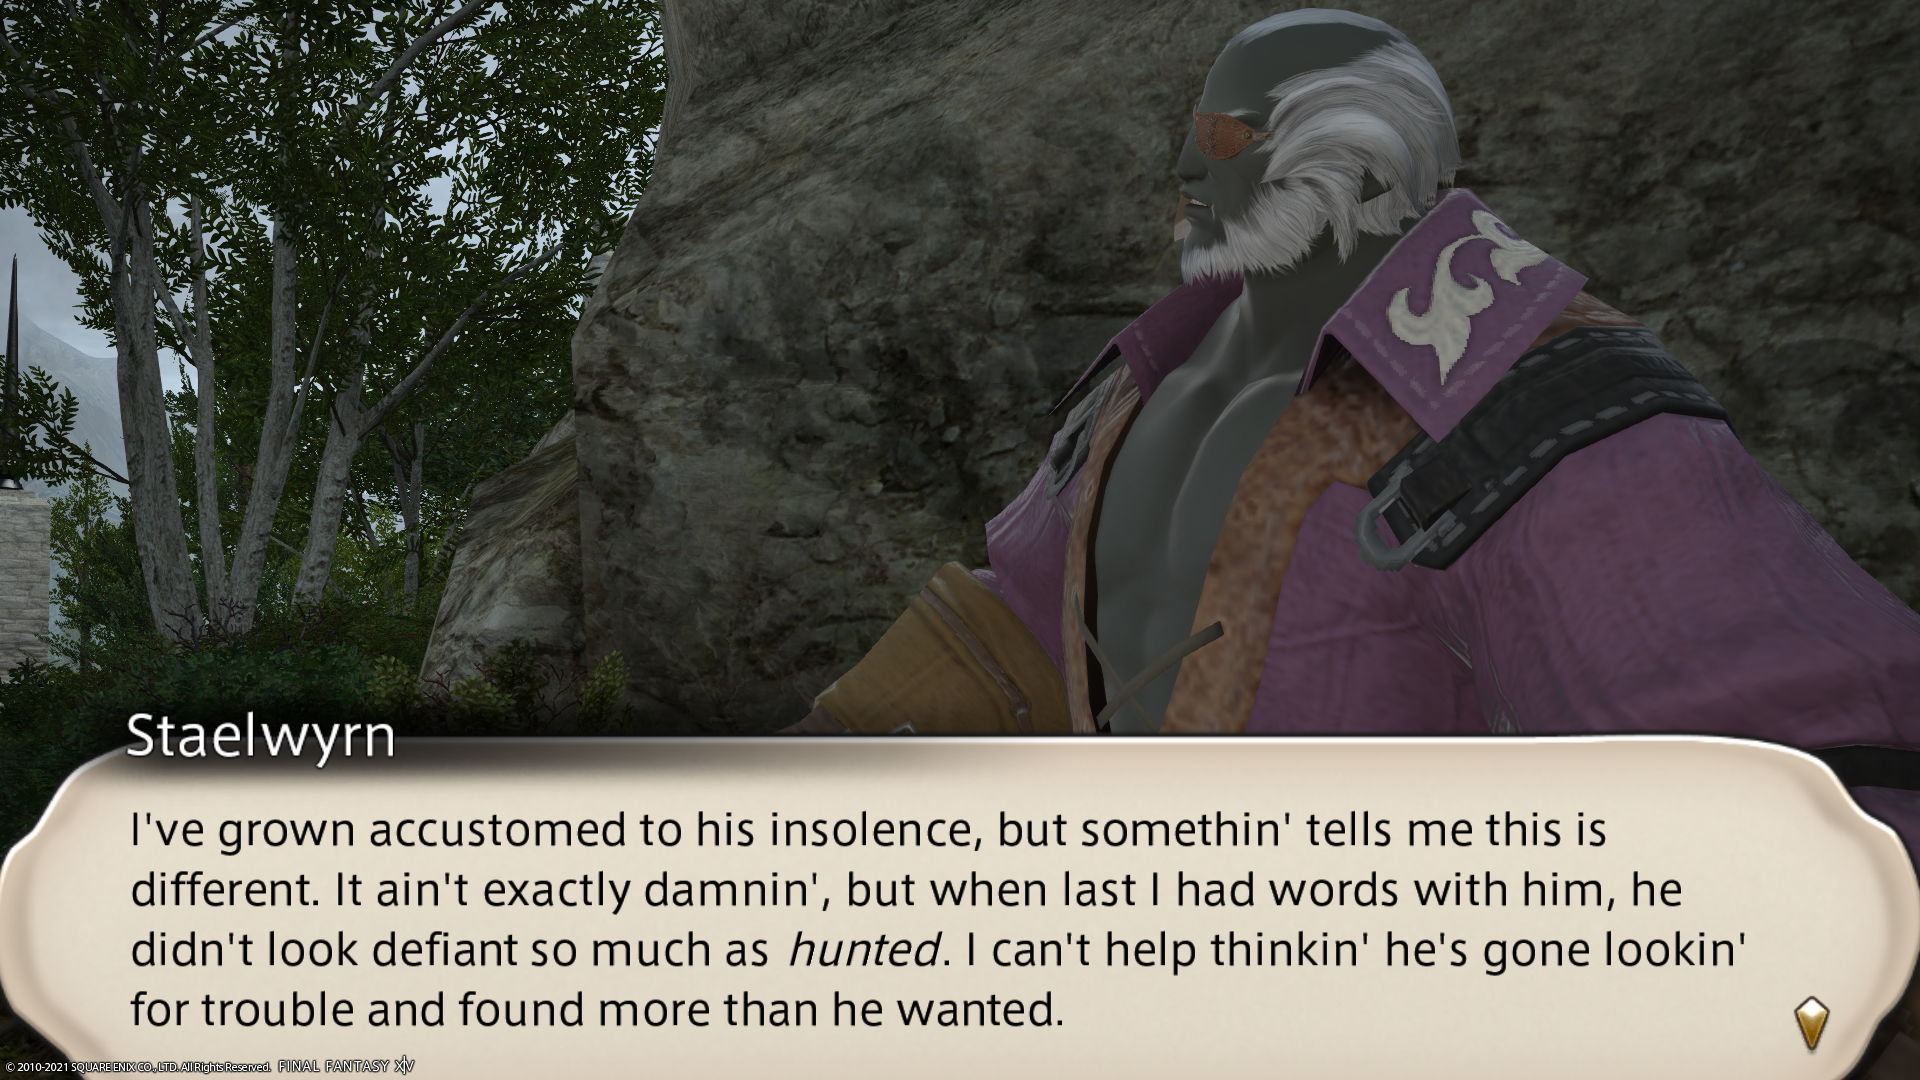 Staelwyrn
I've grown accustomed to his insolence, but somethin' tells me this is
different. It ain't exactly damnin', but when last I had words with him, he
didn't look defiant so much as hunted. I can't help thinkin' he's gone lookin'
for trouble and found more than he wanted.
© 2010-2021 SQUARE ENIX CO., LTD. All Rights Reserved. FINAL FANTASY XIV